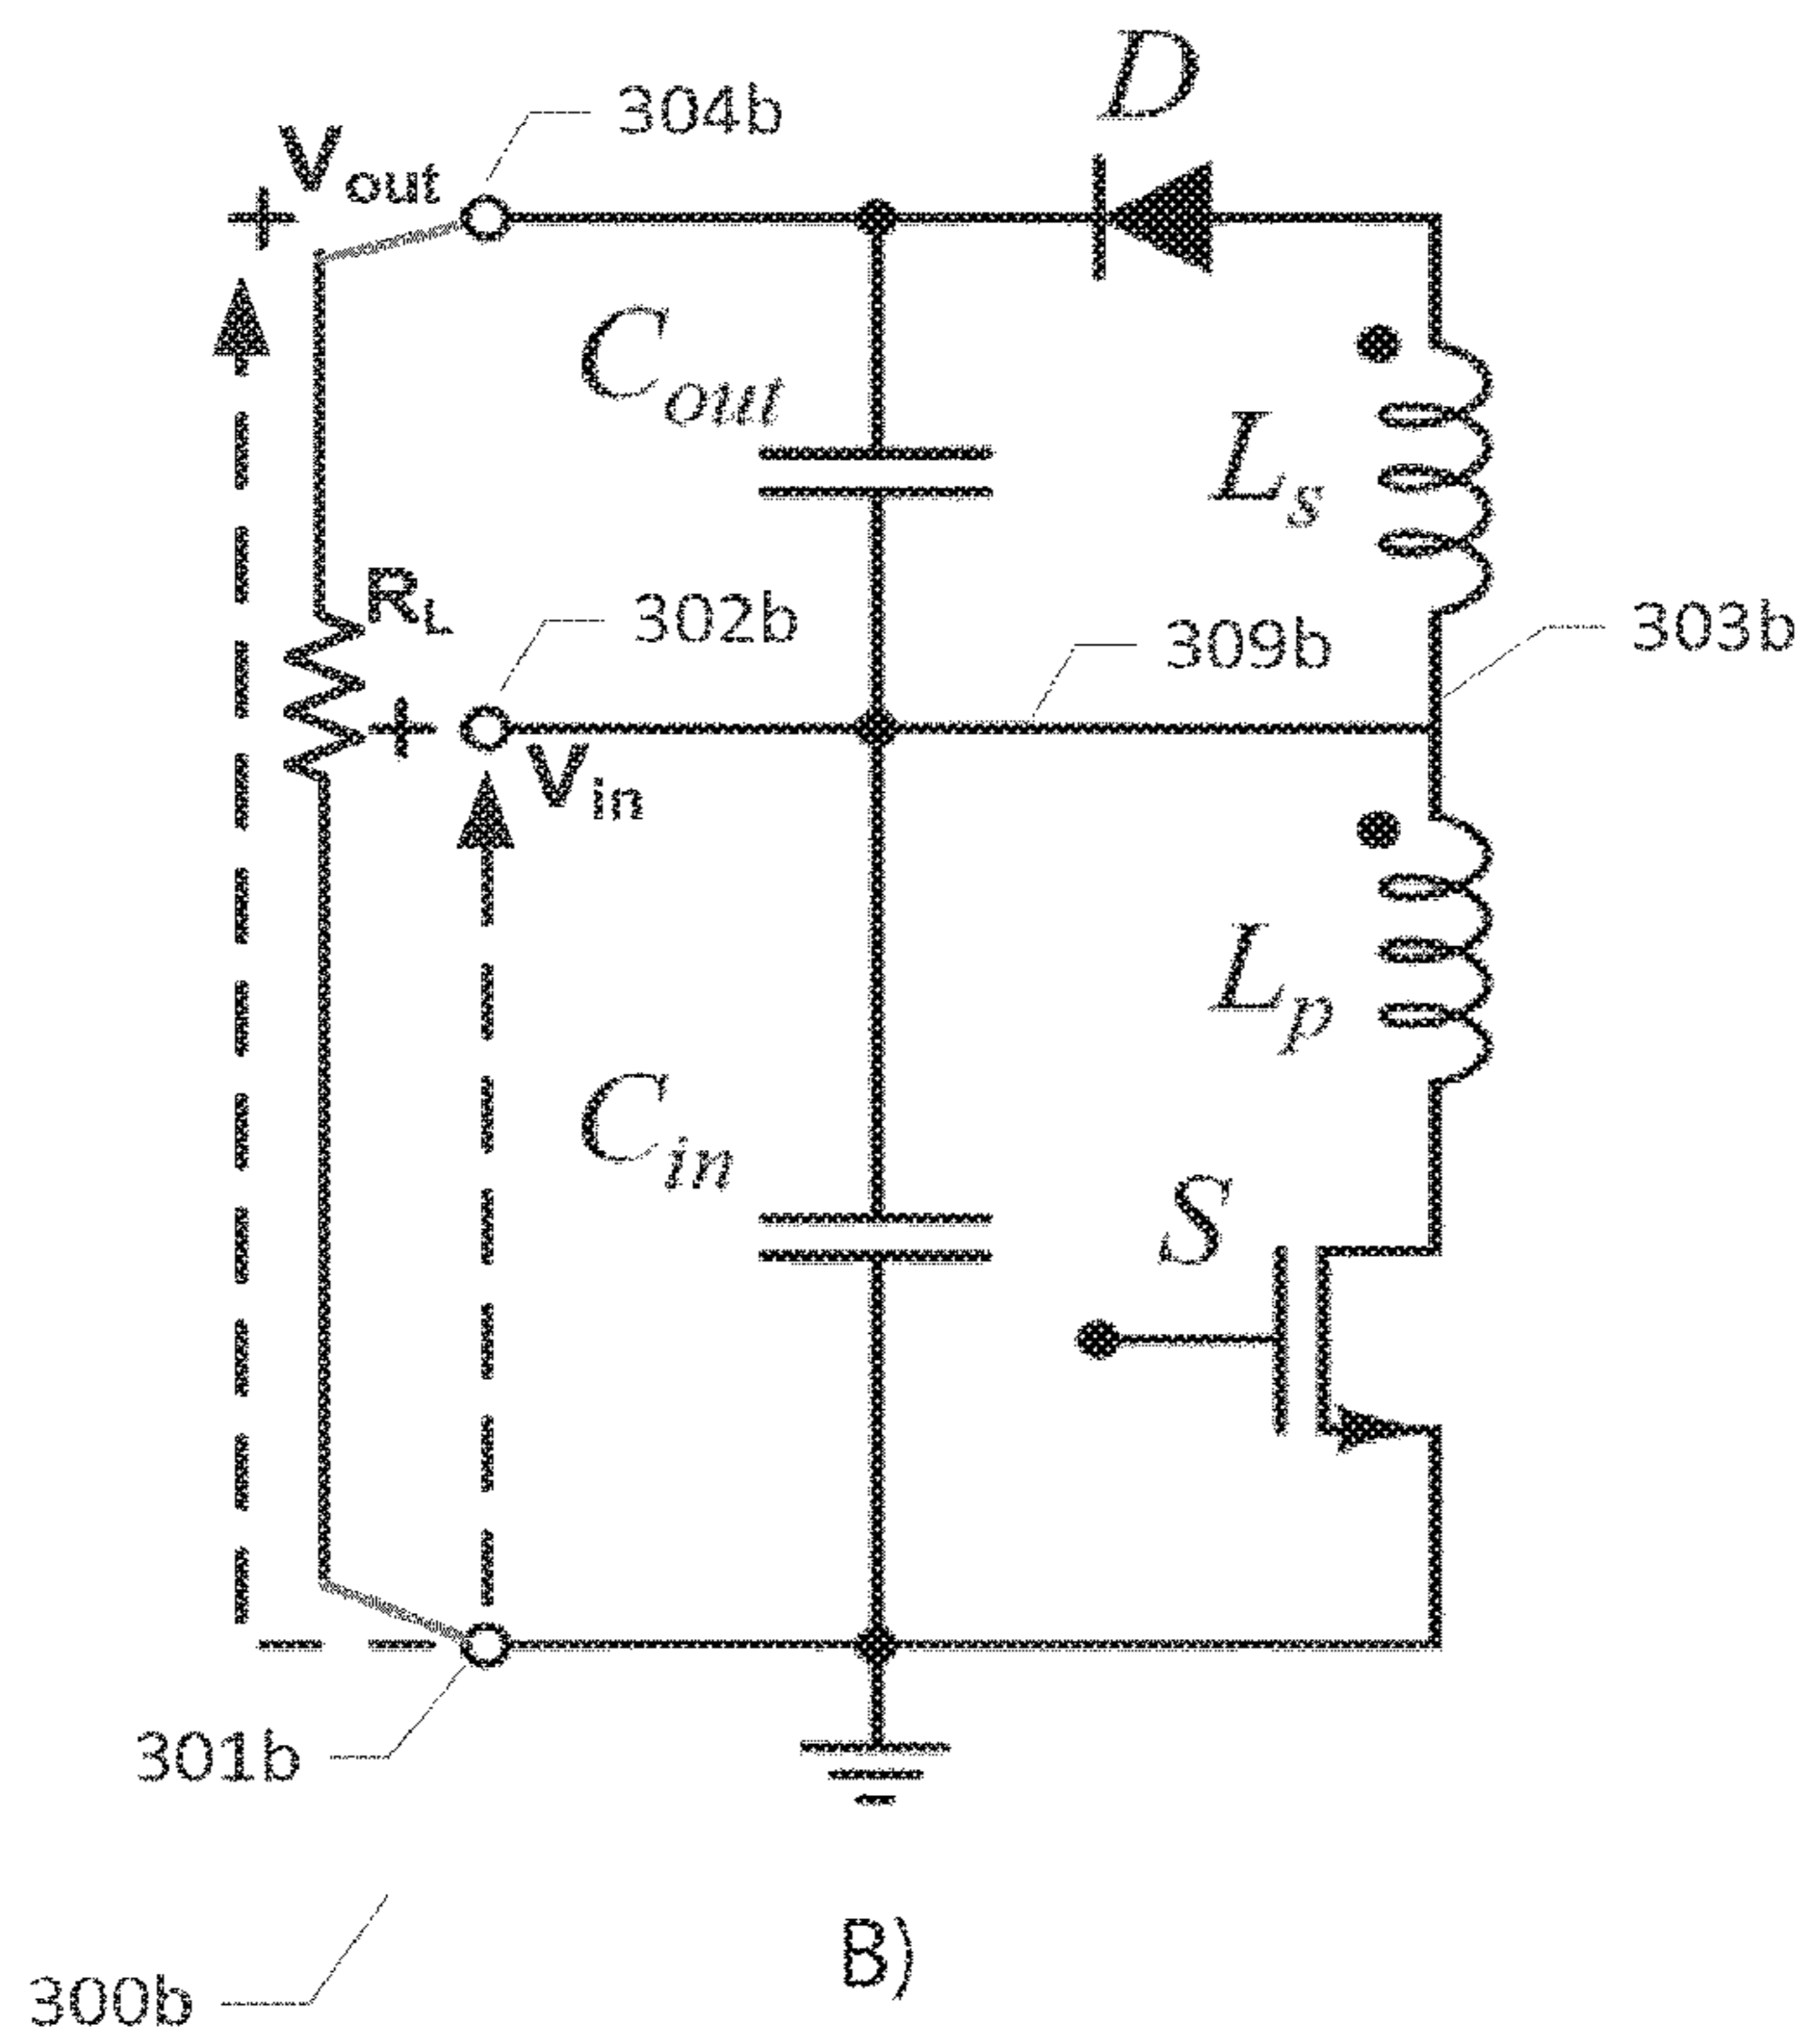 D
304b
+ Vout
Cout
Ls
RL
302b
309b
303b
+ Vin
Lp
Cin
S
301b
B)
300b